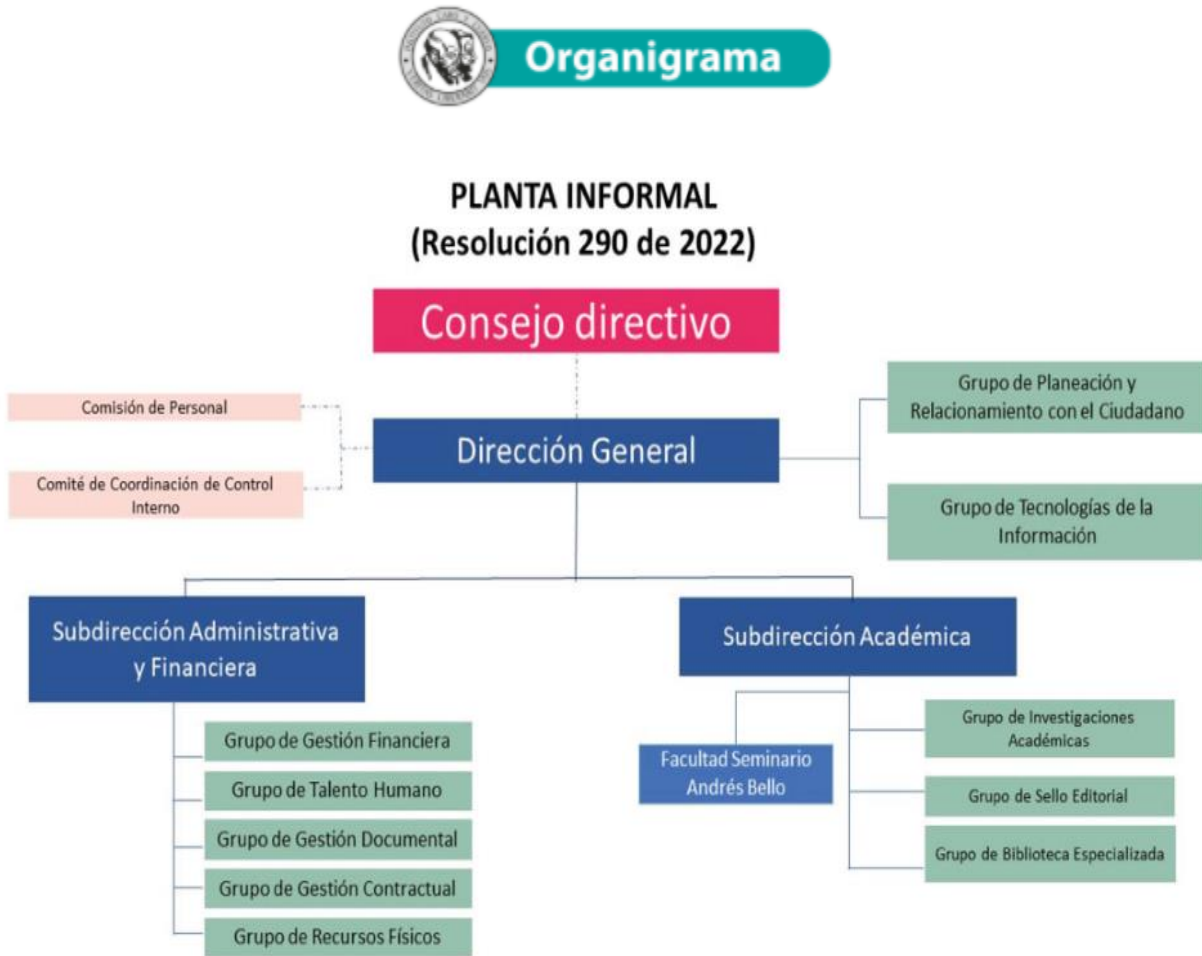 Organigrama
PLANTA INFORMAL
(Resolución 290 de 2022)
Consejo directivo
Comisión de Personal
Comité de Coordinación de Control
Interno
Dirección General
Grupo de Planeación y
Relacionamiento con el Ciudadano
Grupo de Tecnologías de la
Información
Subdirección Administrativa
y Financiera
Grupo de Gestión Financiera
Grupo de Talento Humano
Grupo de Gestión Documental
Grupo de Gestión Contractual
Grupo de Recursos Físicos
Subdirección Académica
Facultad Seminario
Andrés Bello
Grupo de Investigaciones
Académicas
Grupo de Sello Editorial
Grupo de Biblioteca Especializada